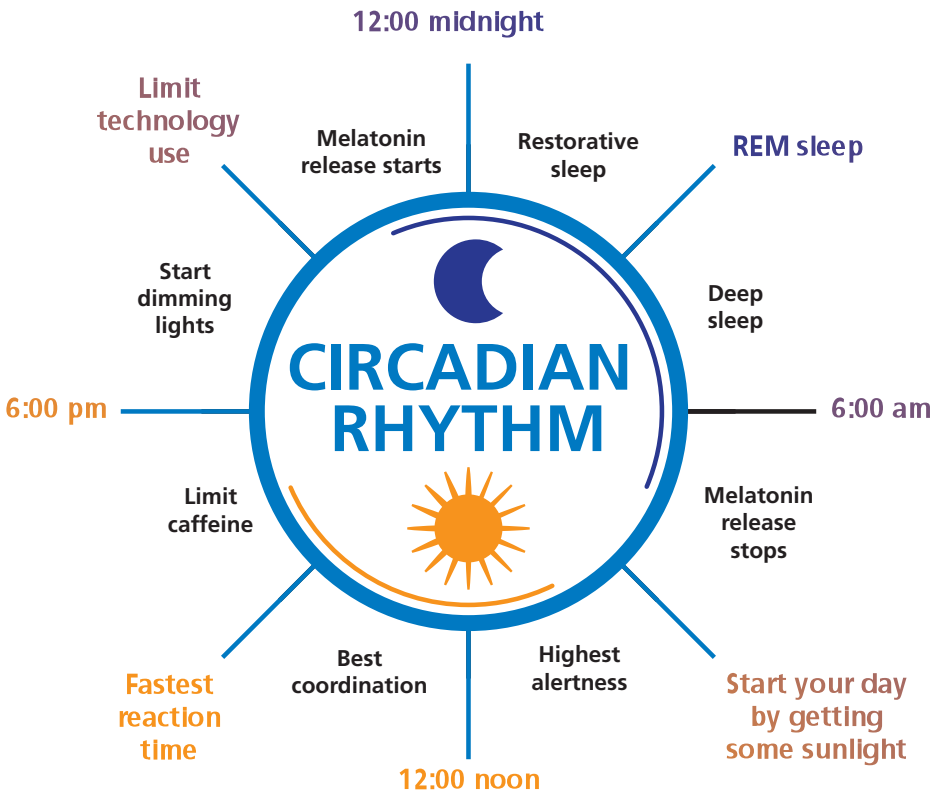 12:00 midnight
Limit
technology
use
Melatonin
release starts
Restorative
sleep
REM sleep
Start
dimming
lights
Deep
sleep
CIRCADIAN
RHYTHM
6:00 pm
6:00 am
Limit
caffeine
Melatonin
release
stops
Best
coordination
Highest
alertness
Fastest
reaction
time
Start your day
by getting
some sunlight
12:00 noon